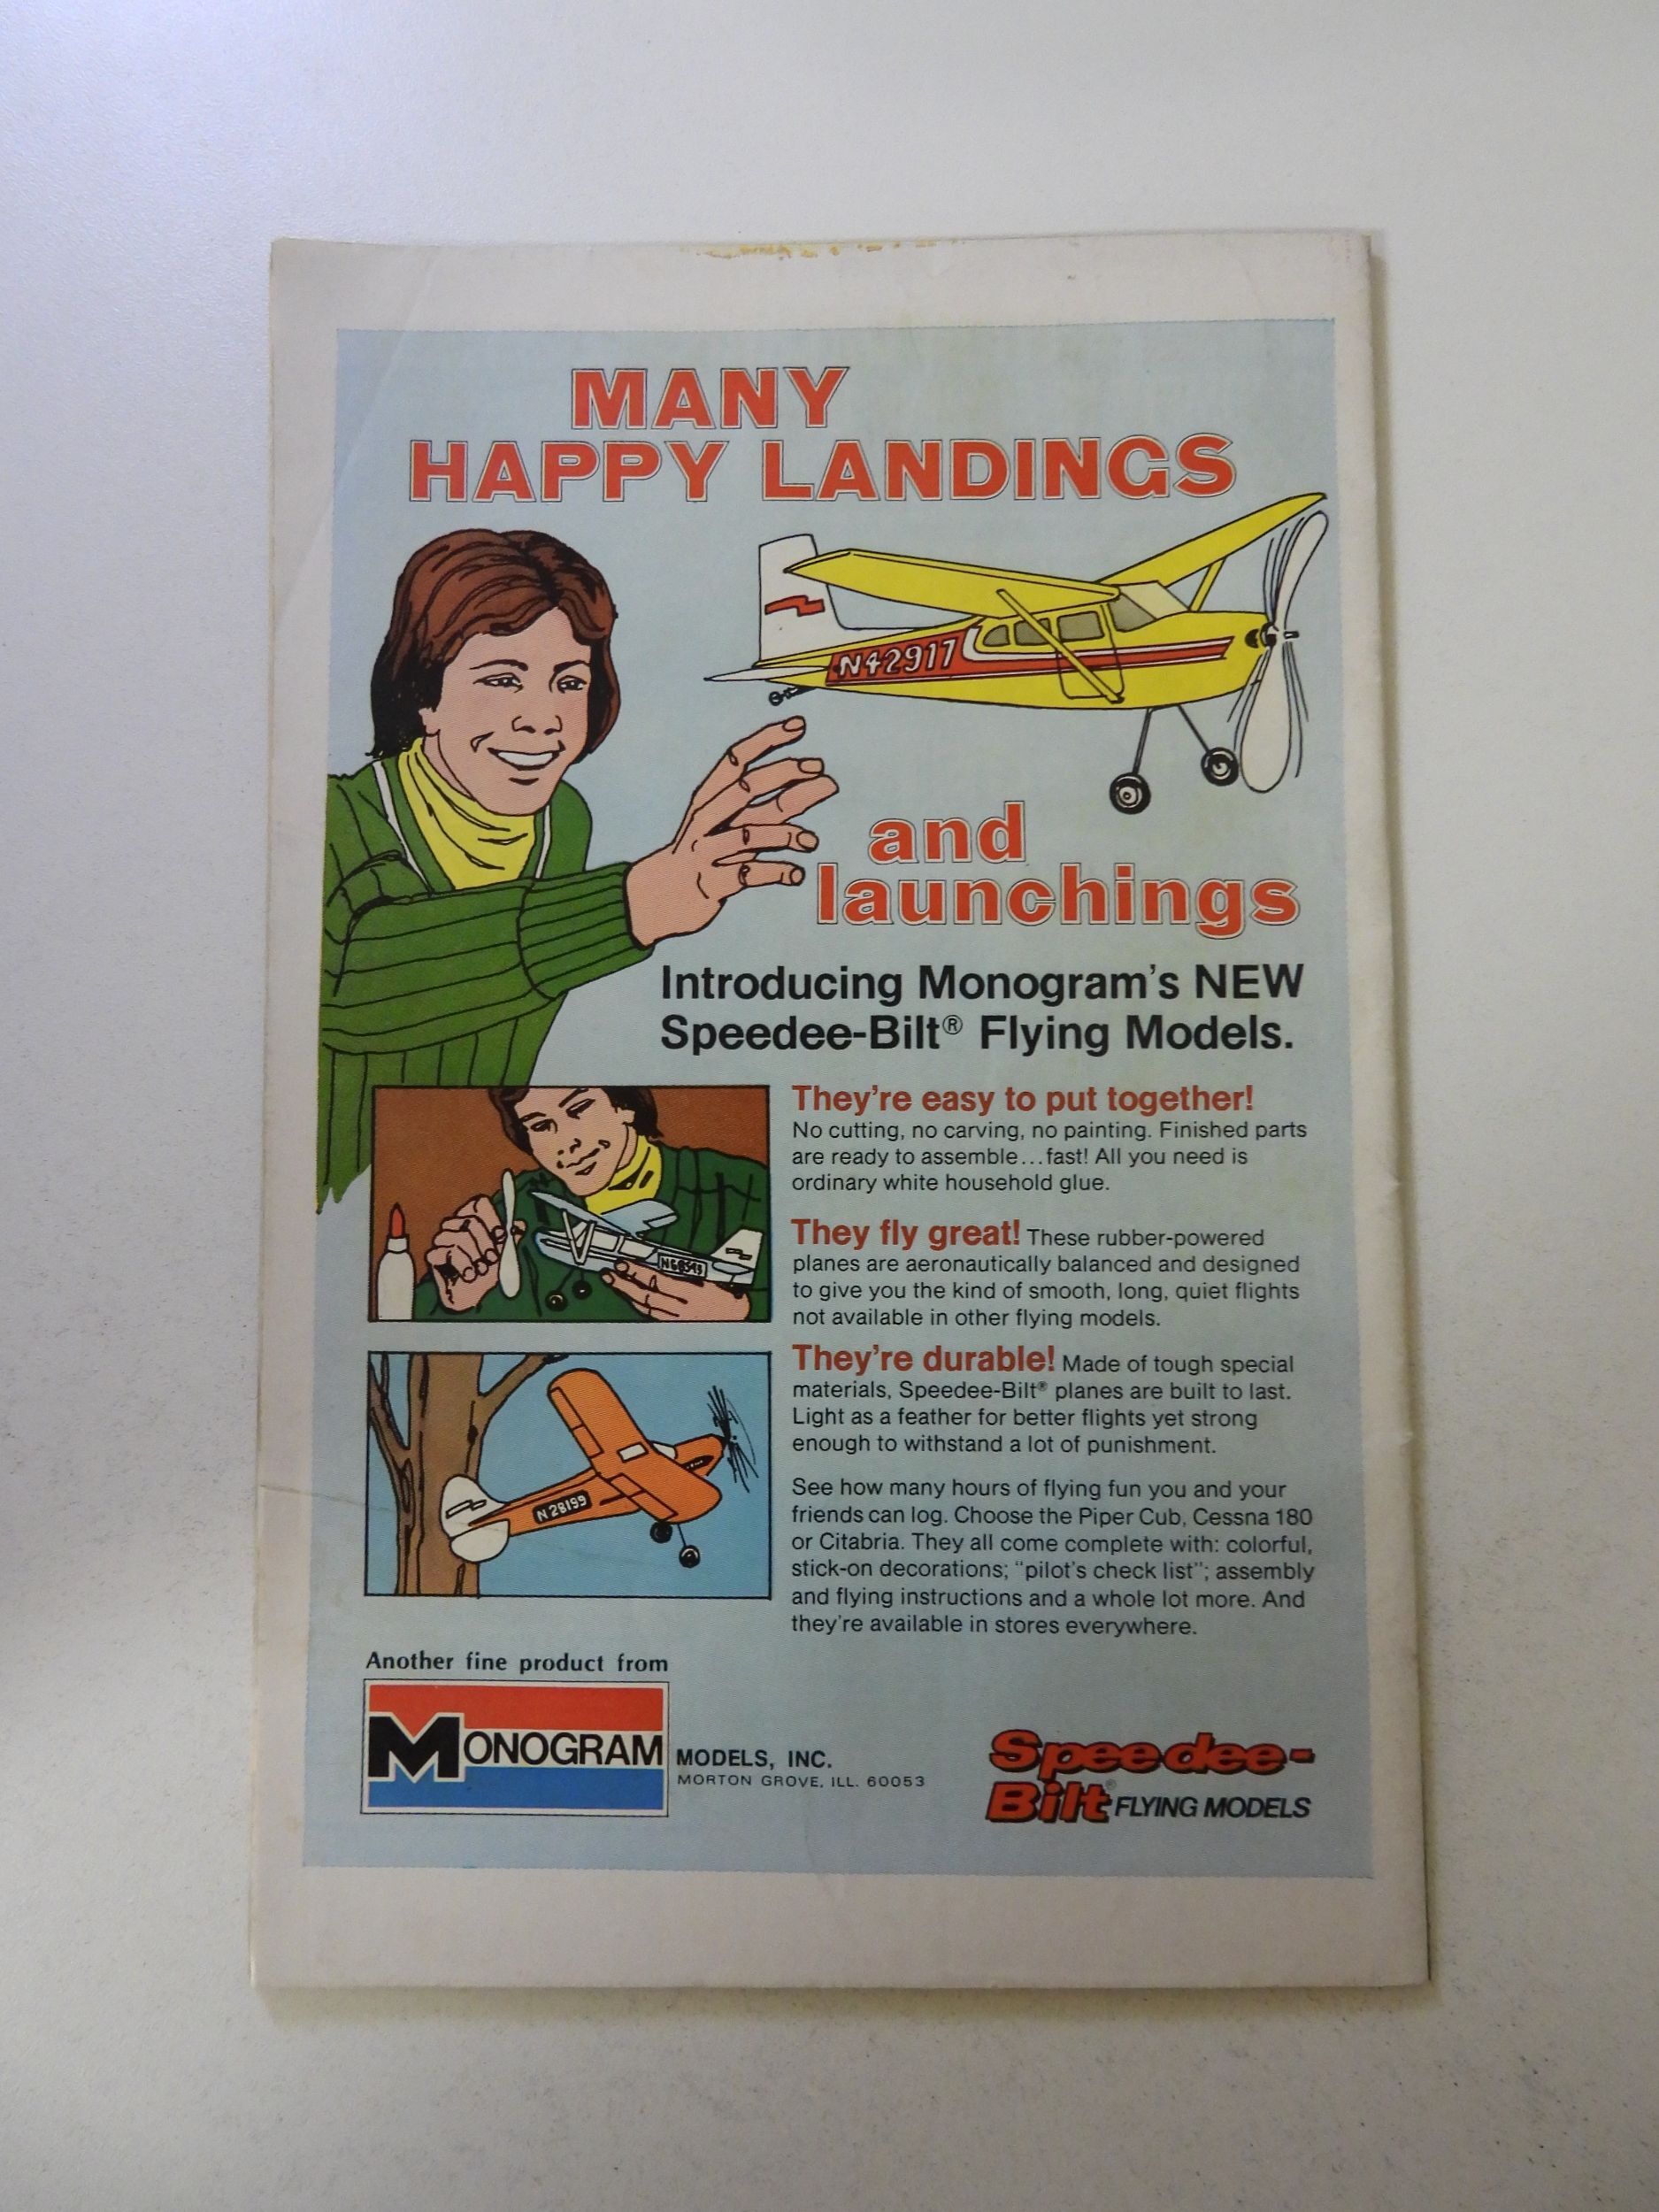 MANY
HAPPY LANDINGS
N42917
and
launchings
Introducing Monogram's NEW
Speedee-Bilt® Flying Models.
They're easy to put together!
No cutting, no carving, no painting. Finished parts
are ready to assemble...fast! All you need is
ordinary white household glue.
They fly great! These rubber-powered
planes are aeronautically balanced and designed
to give you the kind of smooth, long, quiet flights
not available in other flying models.
They're durable! Made of tough special
materials, Speedee-Bilt® planes are built to last.
Light as a feather for better flights yet strong
enough to withstand a lot of punishment.
N28199
See how many hours of flying fun you and your
friends can log. Choose the Piper Cub, Cessna 180
or Citabria. They all come complete with: colorful,
stick-on decorations; "pilot's check list"; assembly
and flying instructions and a whole lot more. And
they're available in stores everywhere.
Another fine product from
MONOGRAM
MODELS, INC.
MORTON GROVE, ILL. 60053
Speedee-
Bilt® FLYING MODELS